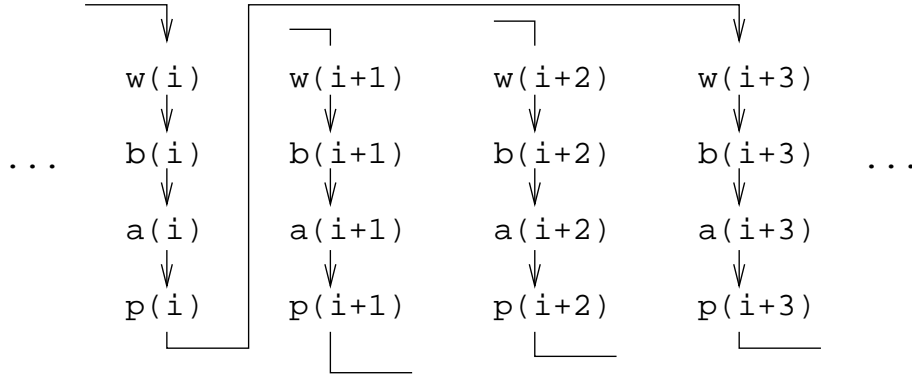 w(i) w(i+1) w(i+2) w(i+3)
... b(i) b(i+1) b(i+2) b(i+3) ...
a(i) a(i+1) a(i+2) a(i+3)
p(i) p(i+1) p(i+2) p(i+3)